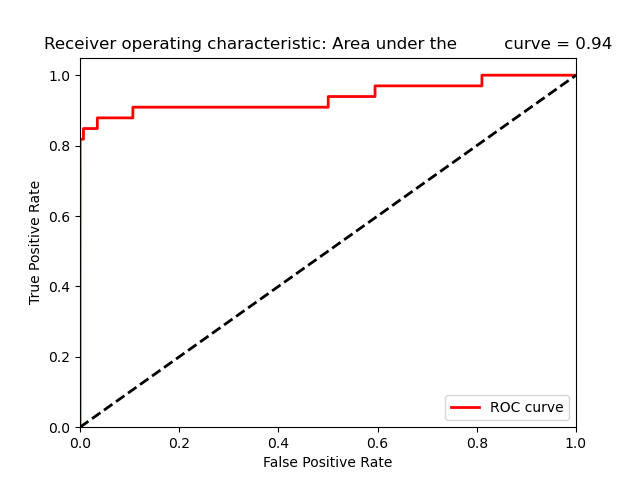 Receiver operating characteristic: Area under the curve = 0.94
1.0
0.8
0.6
0.4
0.2
0.0
True Positive Rate
ROC curve
0.0 0.2 0.4 0.6 0.8 1.0
False Positive Rate